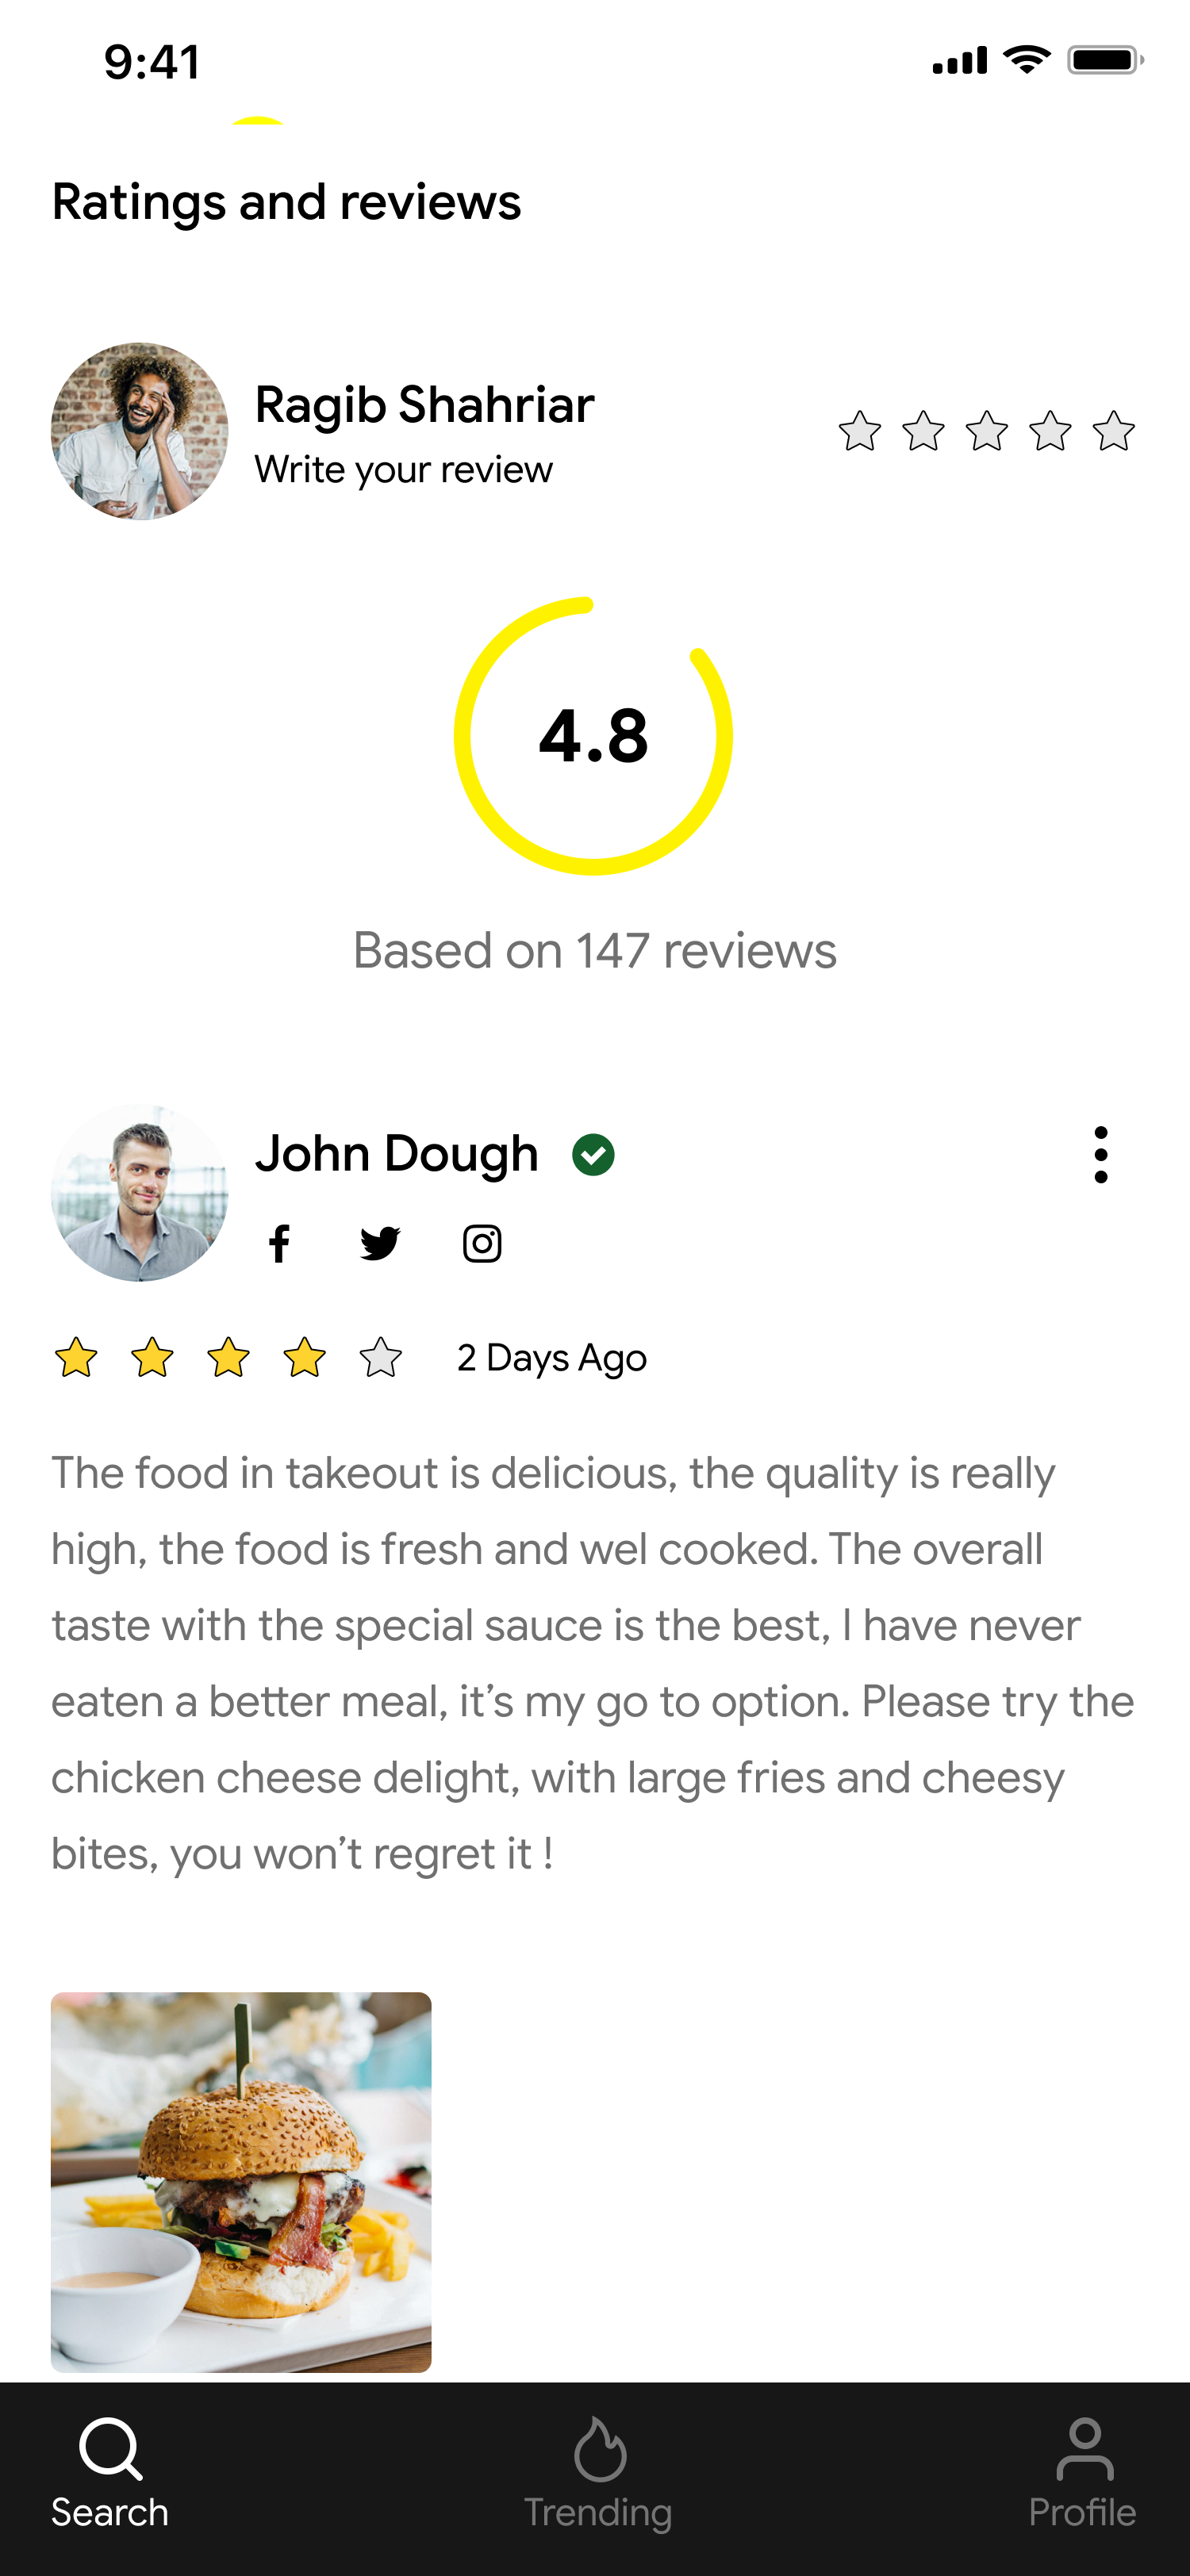 9:41
Ratings and reviews
Ragib Shahriar
Write your review
4.8
Based on 147 reviews
John Dough
2 Days Ago
The food in takeout is delicious, the quality is really
high, the food is fresh and wel cooked. The overall
taste with the special sauce is the best, I have never
eaten a better meal, it’s my go to option. Please try the
chicken cheese delight, with large fries and cheesy
bites, you won’t regret it !
Search
Trending
Profile